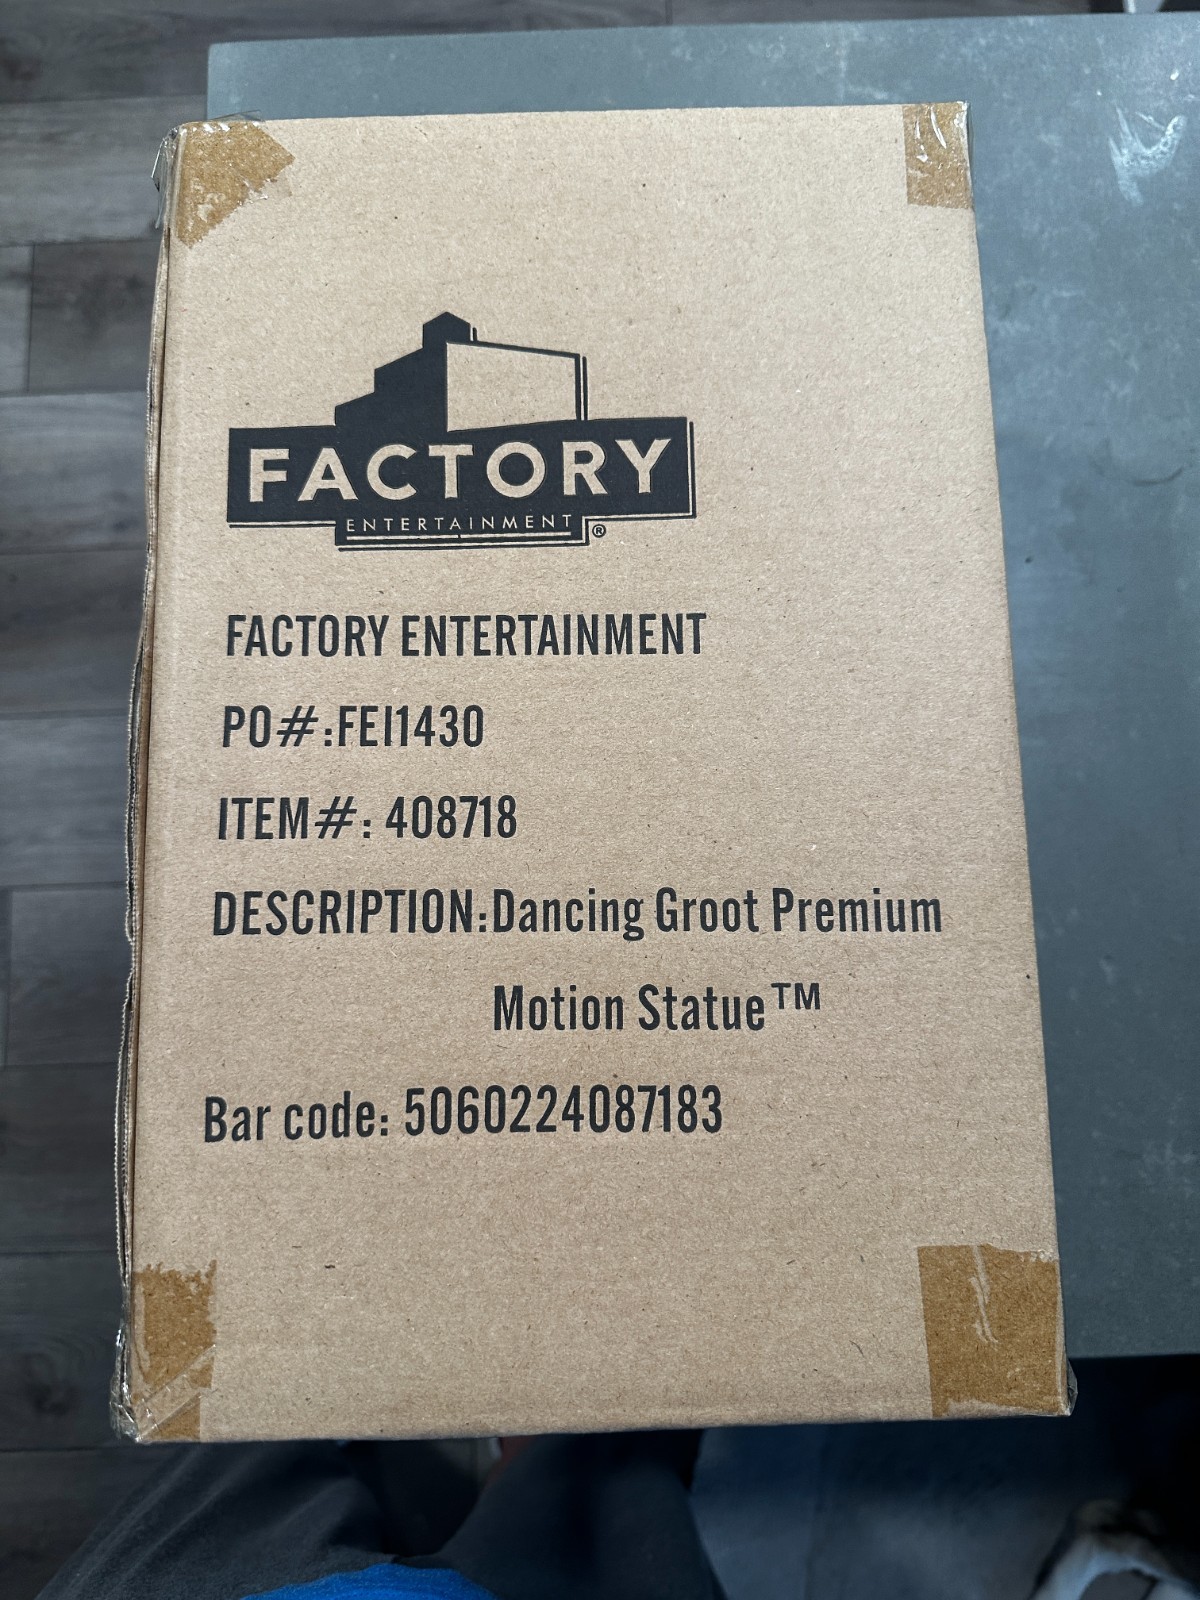 FACTORY
ENTERTAINMENT ®
FACTORY ENTERTAINMENT
PO#:FEI1430
ITEM#: 408718
DESCRIPTION:Dancing Groot Premium
Motion Statue™
Bar code: 5060224087183